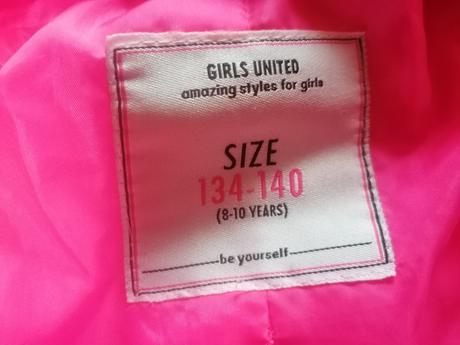 GIRLS UNITED
amazing styles for girls
SIZE
134-140
(8-10 YEARS)
be yourself